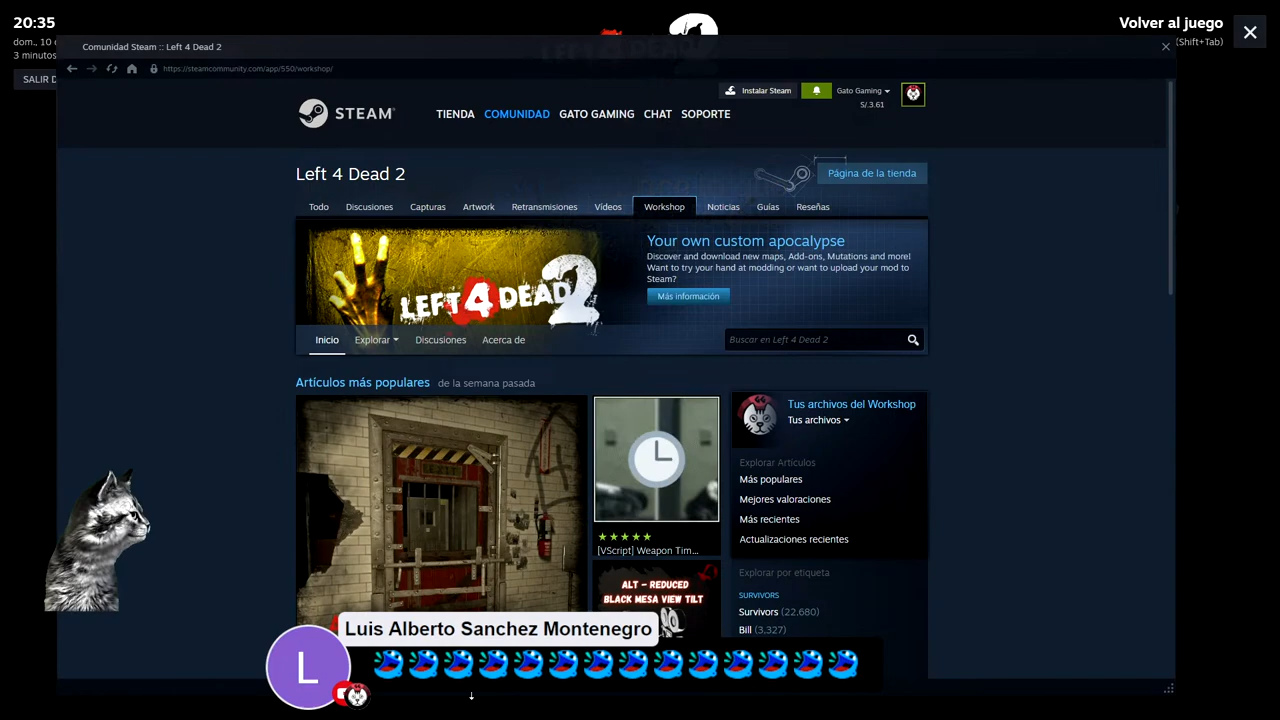 20:35
dom., 10
3 minutos
SALIR D
Volver al juego
(Shift+Tab)
Comunidad Steam :: Left 4 Dead 2
https://steamcommunity.com/app/550/workshop/
Instalar Steam
Gato Gaming
S/.3.61
STEAM
TIENDA COMUNIDAD GATO GAMING CHAT SOPORTE
Left 4 Dead 2
Página de la tienda
Todo Discusiones Capturas Artwork Retransmisiones Vídeos Workshop Noticias Guías Reseñas
LEFT 4 DEAD 2
Your own custom apocalypse
Discover and download new maps, Add-ons, Mutations and more!
Want to try your hand at modding or want to upload your mod to
Steam?
Más información
Inicio Explorar Discusiones Acerca de
Buscar en Left 4 Dead 2
Artículos más populares de la semana pasada
[VScript] Weapon Tim...
ALT – REDUCED
BLACK MESA VIEW TILT
Tus archivos del Workshop
Tus archivos
Explorar Artículos
Más populares
Mejores valoraciones
Más recientes
Actualizaciones recientes
Explorar por etiqueta
SURVIVORS
Survivors (22,680)
Bill (3,327)
Luis Alberto Sanchez Montenegro
L